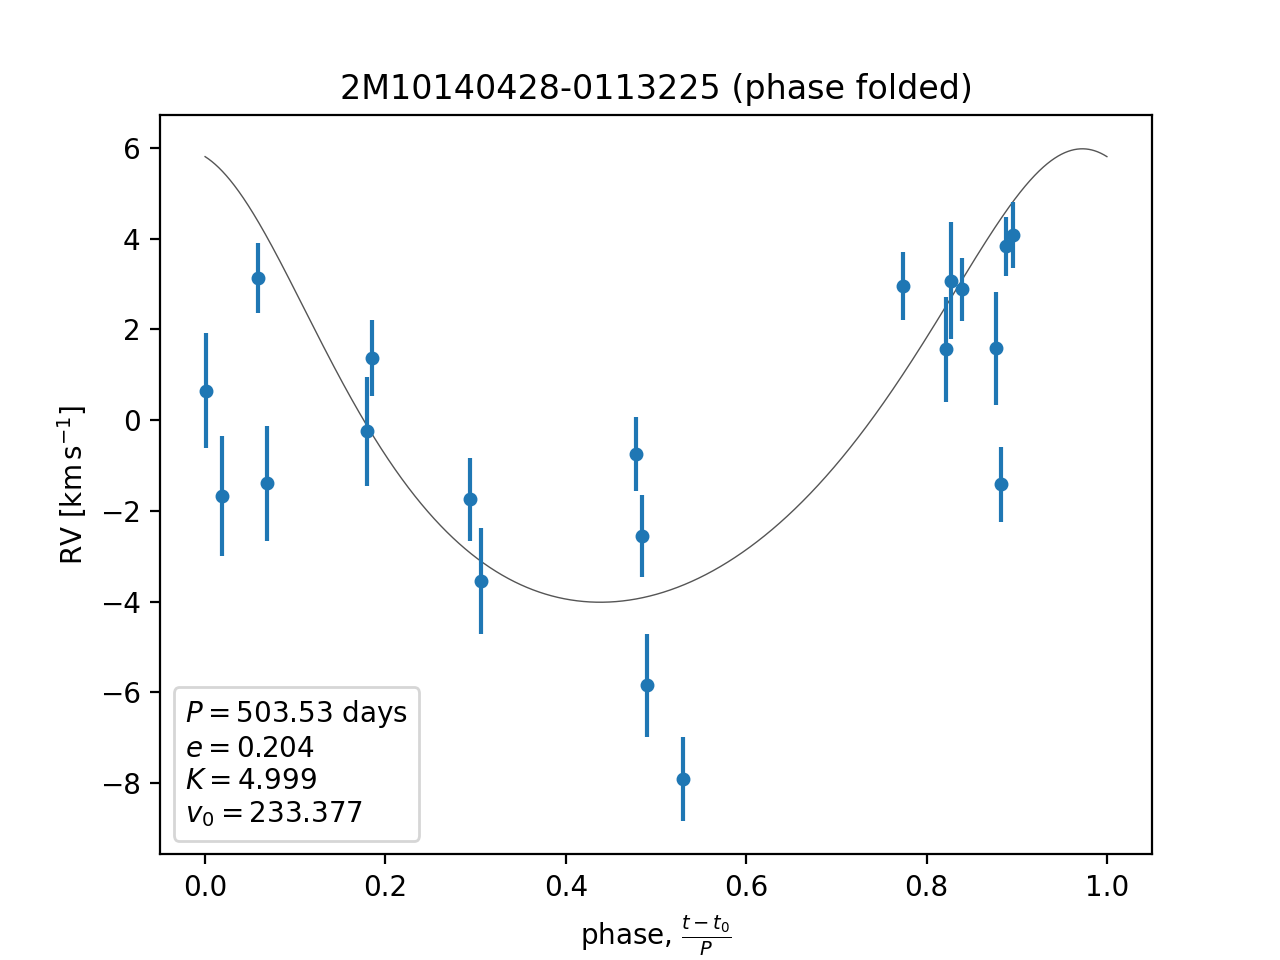 2M10140428-0113225 (phase folded)
6
4
2
0
−2
−4
−6
−8
RV [km s⁻¹]
P = 503.53 days
e = 0.204
K = 4.999
v₀ = 233.377
0.0 0.2 0.4 0.6 0.8 1.0
phase, (t − t₀)/P